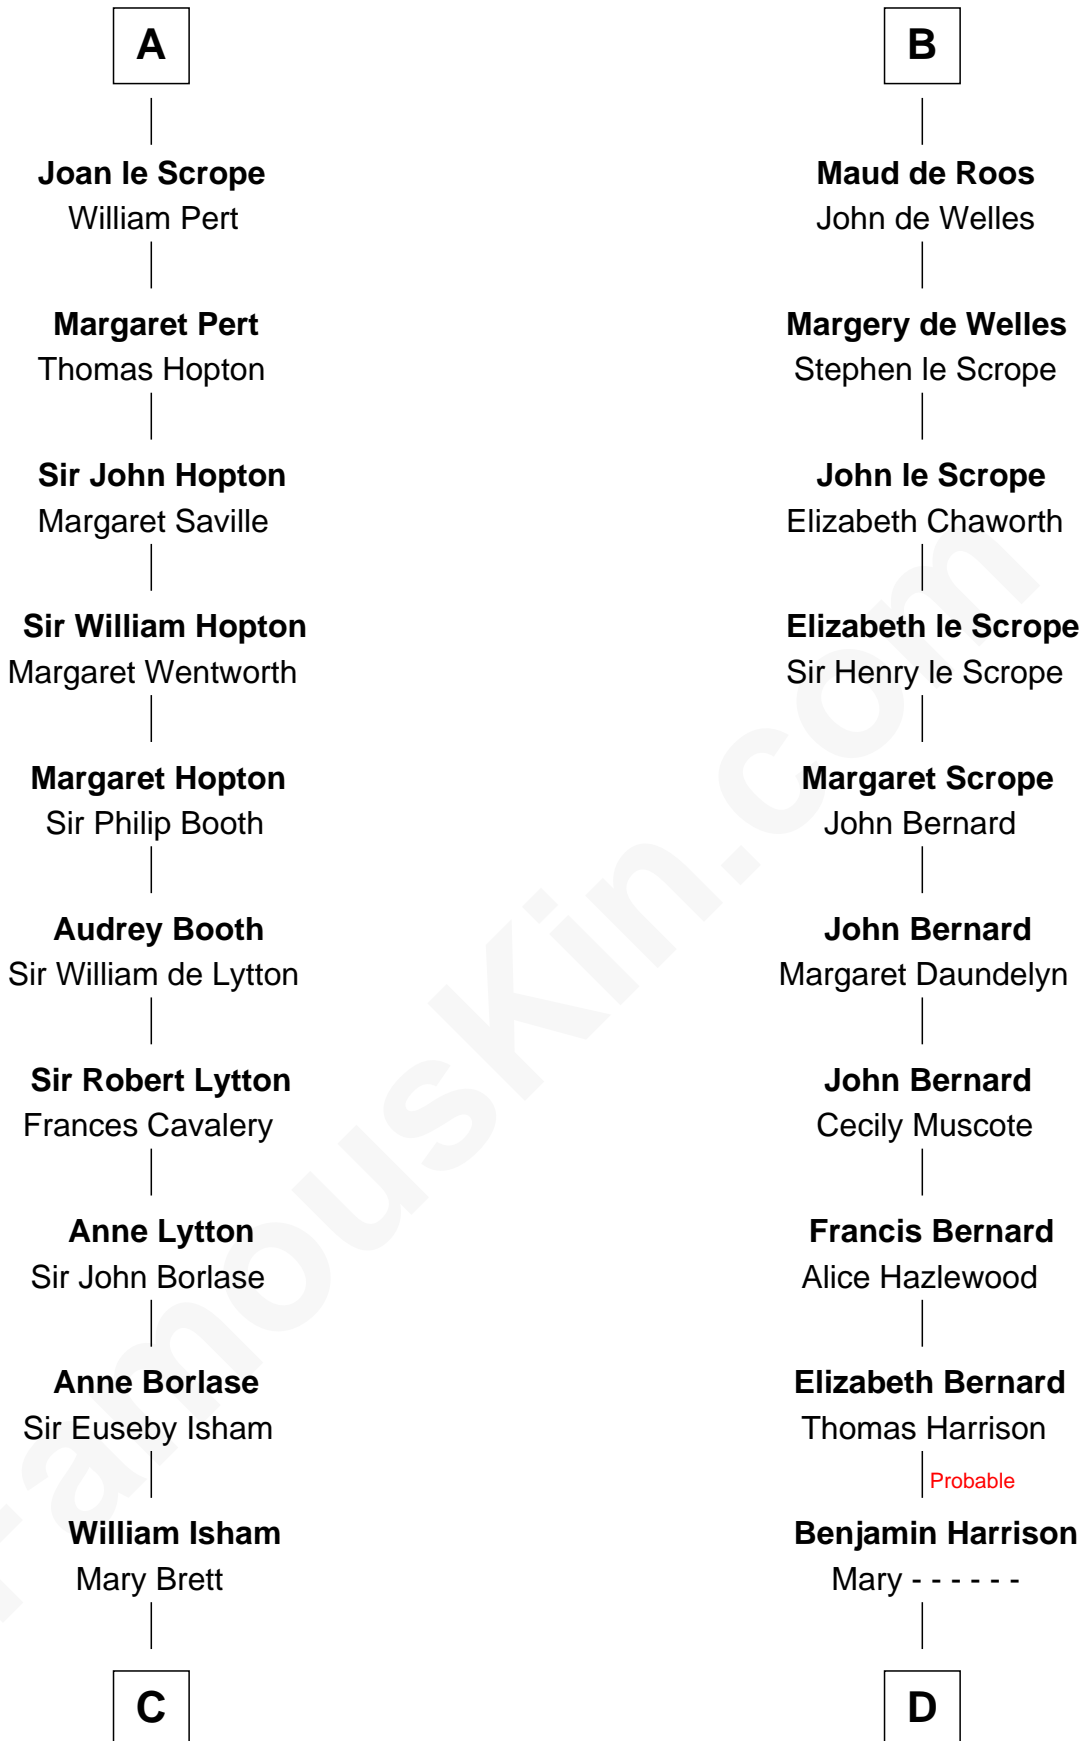 A
Joan le Scrope
William Pert
Margaret Pert
Thomas Hopton
Sir John Hopton
Margaret Saville
Sir William Hopton
Margaret Wentworth
Margaret Hopton
Sir Philip Booth
Audrey Booth
Sir William de Lytton
Sir Robert Lytton
Frances Cavalery
Anne Lytton
Sir John Borlase
Anne Borlase
Sir Euseby Isham
William Isham
Mary Brett
C
B
Maud de Roos
John de Welles
Margery de Welles
Stephen le Scrope
John le Scrope
Elizabeth Chaworth
Elizabeth le Scrope
Sir Henry le Scrope
Margaret Scrope
John Bernard
John Bernard
Margaret Daundelyn
John Bernard
Cecily Muscote
Francis Bernard
Alice Hazlewood
Elizabeth Bernard
Thomas Harrison
Probable
Benjamin Harrison
Mary - - - - - -
D
FamousKin.com